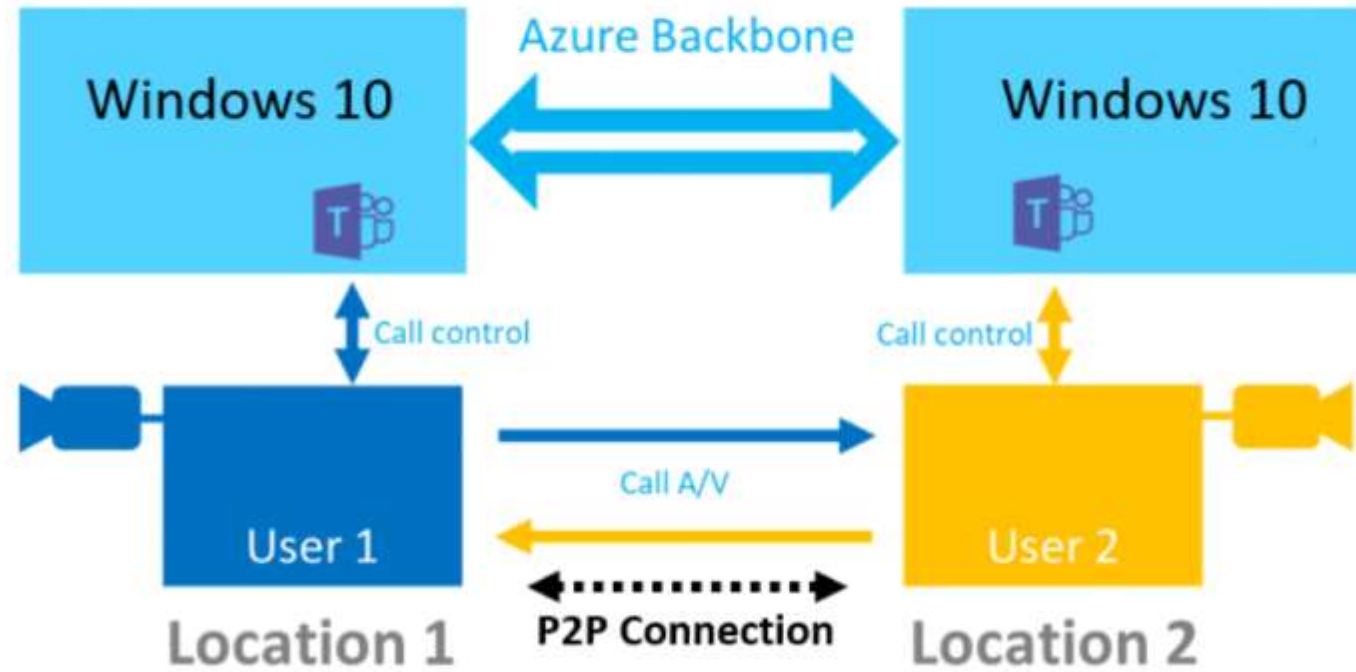 Azure Backbone
Windows 10
Windows 10
T
T
Call control
Call control
Call A/V
User 1
User 2
P2P Connection
Location 1
Location 2